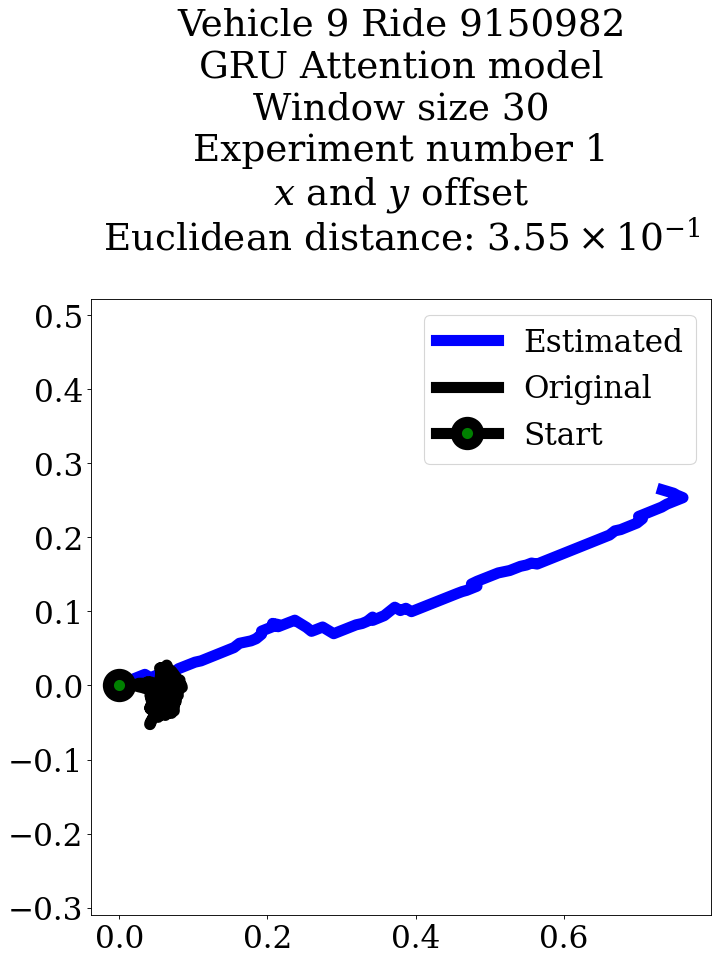 Vehicle 9 Ride 9150982
GRU Attention model
Window size 30
Experiment number 1
x and y offset
Euclidean distance: 3.55 × 10⁻¹
Estimated
Original
Start
0.5
0.4
0.3
0.2
0.1
0.0
−0.1
−0.2
−0.3
0.0 0.2 0.4 0.6